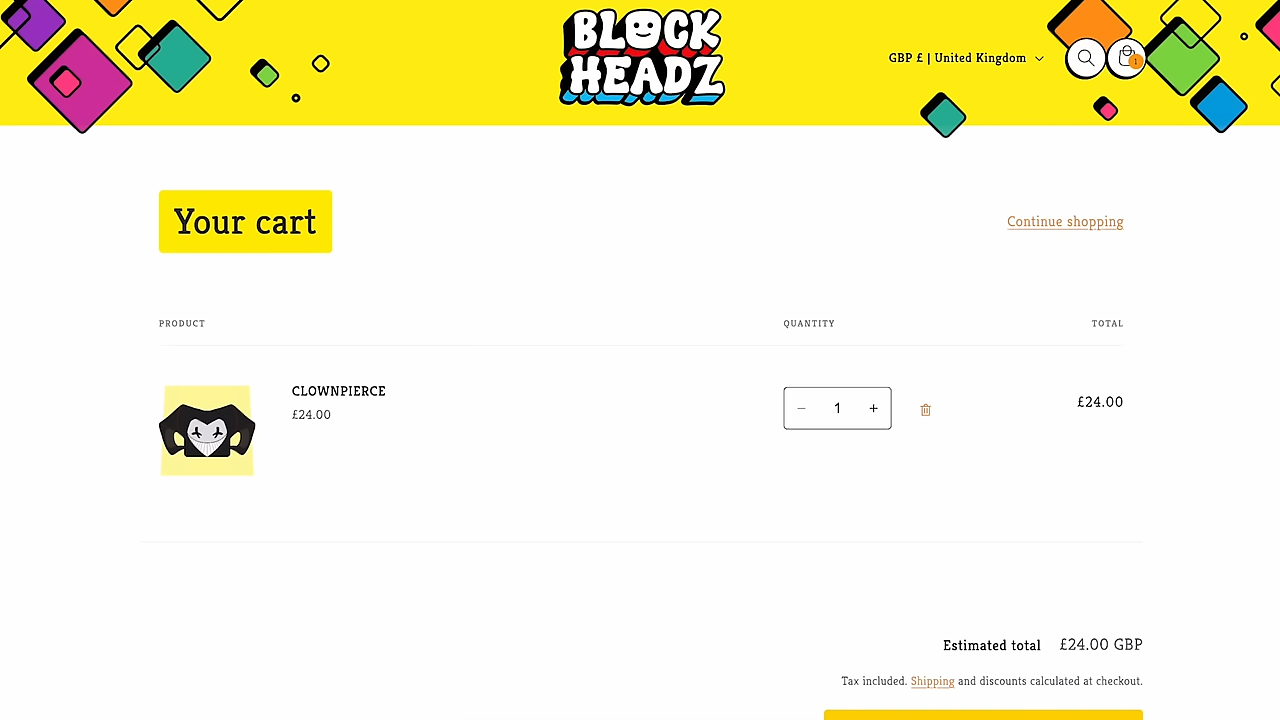 BLOCK
HEADZ
GBP £ | United Kingdom
1
Your cart
Continue shopping
PRODUCT
QUANTITY
TOTAL
CLOWNPIERCE
£24.00
− 1 +
£24.00
Estimated total £24.00 GBP
Tax included. Shipping and discounts calculated at checkout.